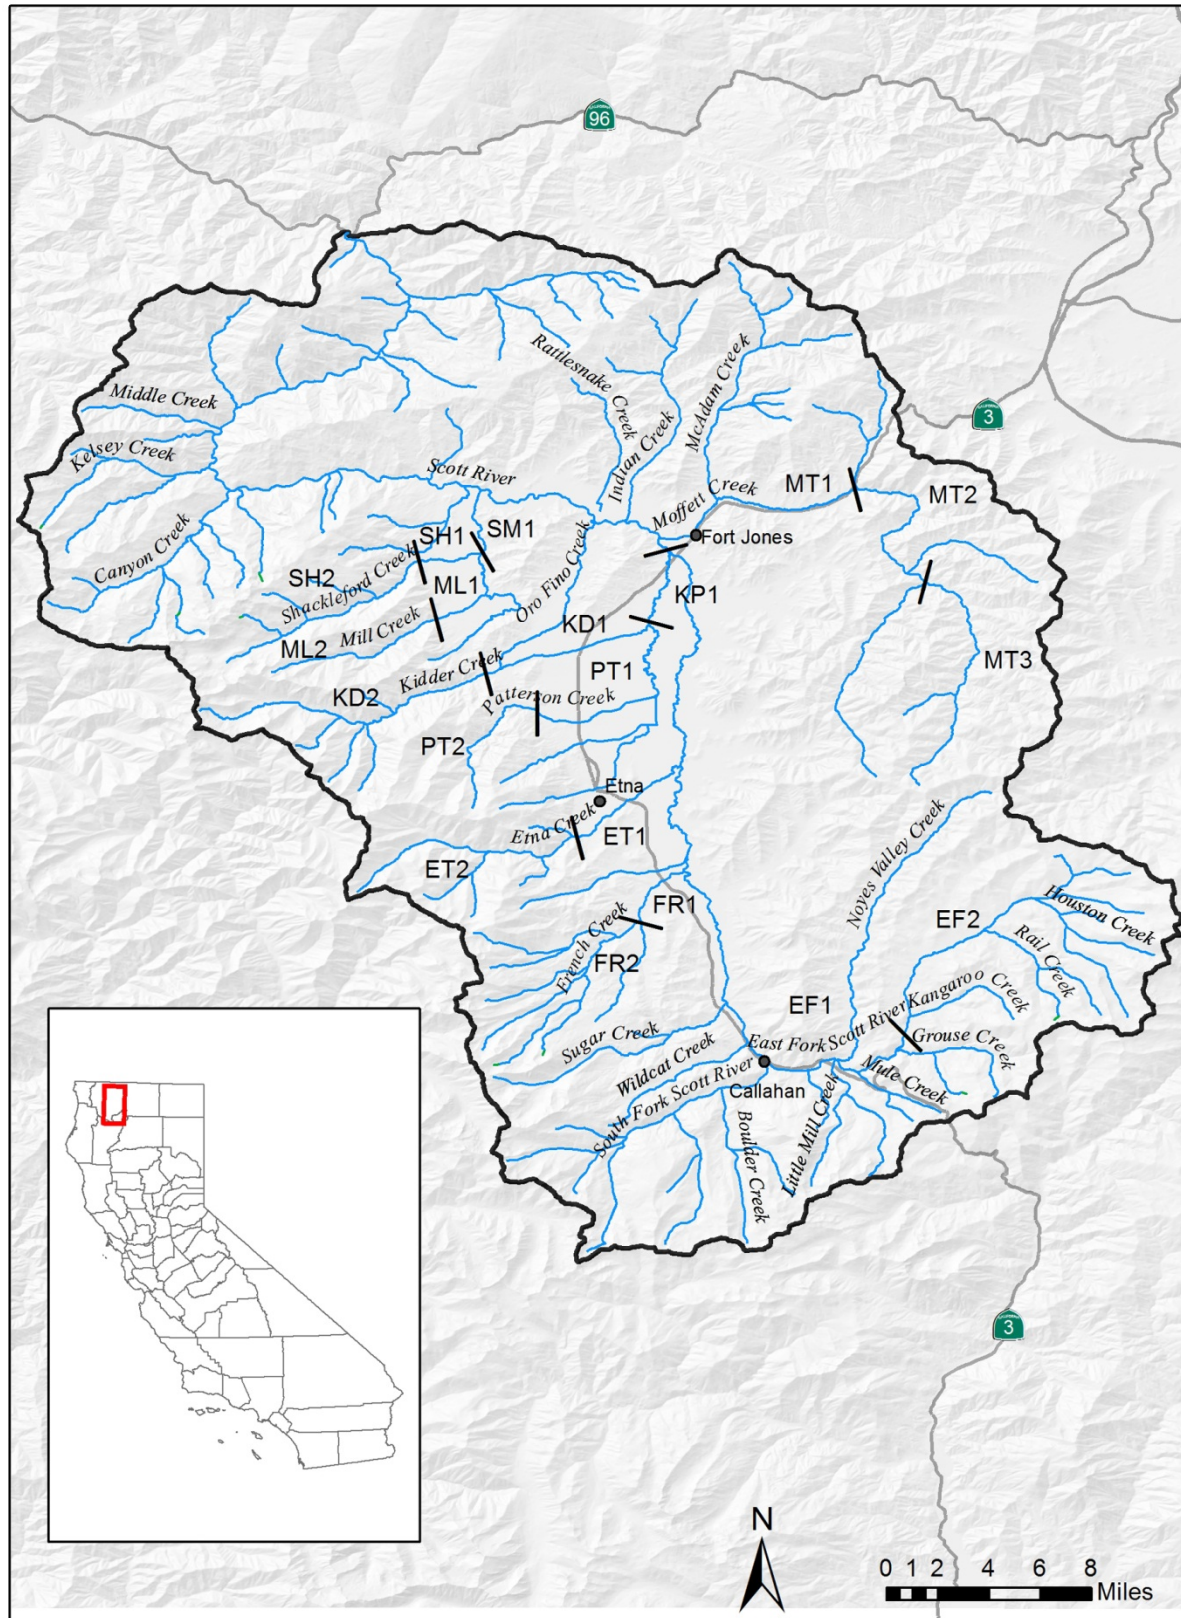 CALIFORNIA
96
CALIFORNIA
3
Rattlesnake Creek
McAdam Creek
Indian Creek
Middle Creek
Kelsey Creek
Scott River
Canyon Creek
Moffett Creek
MT1
MT2
Fort Jones
SH1
SM1
SH2
Shackleford Creek
ML1
Oro Fino Creek
KP1
KD1
Mill Creek
ML2
MT3
Kidder Creek
PT1
KD2
Patterson Creek
PT2
Etna
Etna Creek
ET1
ET2
Noyes Valley Creek
FR1
Houston Creek
EF2
Rail Creek
French Creek
FR2
Kangaroo Creek
EF1
Sugar Creek
East Fork Scott River
Grouse Creek
Wildcat Creek
Mule Creek
South Fork Scott River
Callahan
Boulder Creek
Little Mill Creek
CALIFORNIA
3
N
0 1 2 4 6 8
Miles